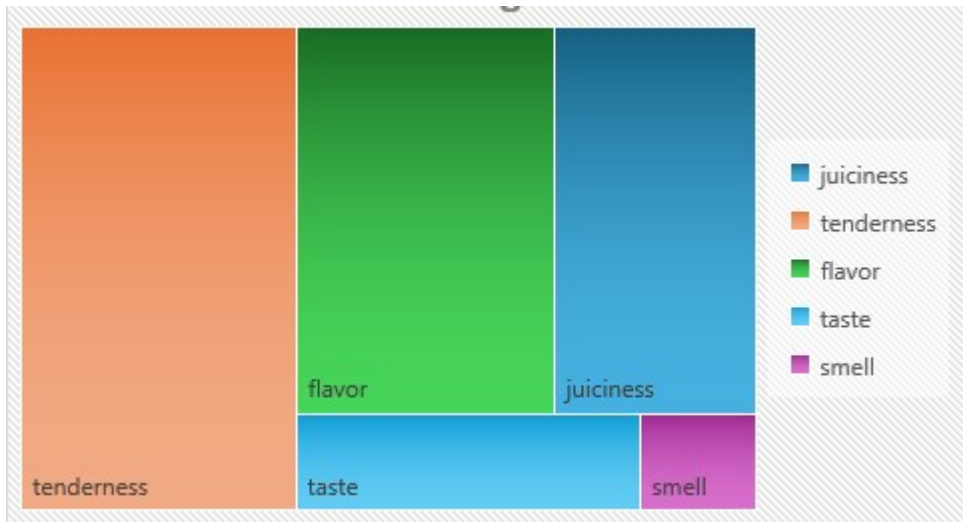 flavor
juiciness
tenderness
taste
smell
juiciness
tenderness
flavor
taste
smell